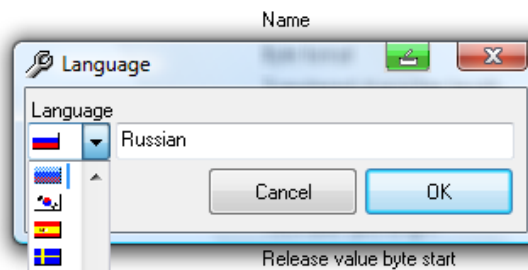 Name
Language
Language
Russian
Cancel
OK
Release value byte start